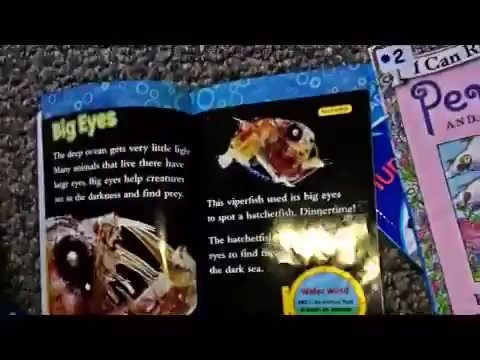 Big Eyes
The deep ocean gets very little light.
Many animals that live there have
large eyes. Big eyes help creatures
see in the darkness and find prey.
This viperfish used its big eyes
to spot a hatchetfish. Dinnertime!
The hatchetfish
eyes to find
the dark sea.
Water Word
2
I Can R
Pe
AND